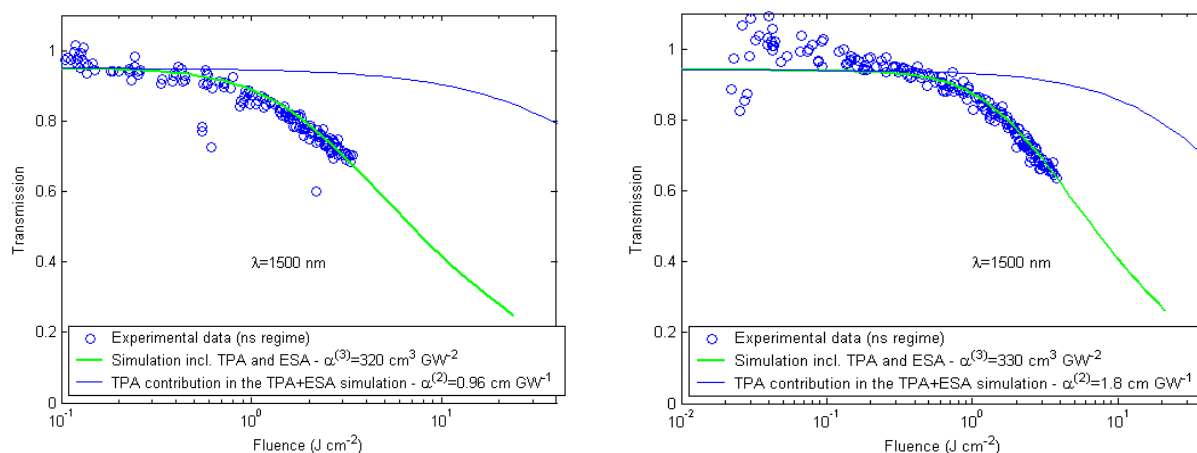 1
0.8
0.6
0.4
0.2
0
Transmission
λ=1500 nm
Experimental data (ns regime)
Simulation incl. TPA and ESA - α⁽³⁾=320 cm³ GW⁻²
TPA contribution in the TPA+ESA simulation - α⁽²⁾=0.96 cm GW⁻¹
10⁻¹ 10⁰ 10¹
Fluence (J cm⁻²)
1
0.8
0.6
0.4
0.2
0
Transmission
λ=1500 nm
Experimental data (ns regime)
Simulation incl. TPA and ESA - α⁽³⁾=330 cm³ GW⁻²
TPA contribution in the TPA+ESA simulation - α⁽²⁾=1.8 cm GW⁻¹
10⁻² 10⁻¹ 10⁰ 10¹
Fluence (J cm⁻²)